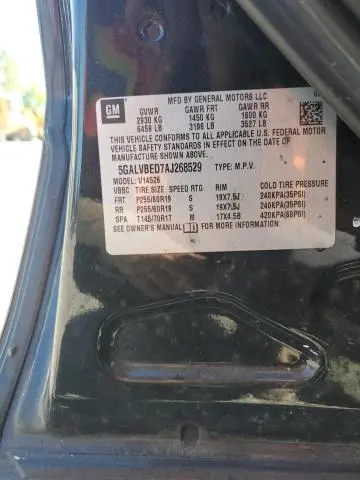 MFD BY GENERAL MOTORS LLC
GM GVWR GAWR FRT GAWR RR
2930 KG 1450 KG 1600 KG
6459 LB 3196 LB 3527 LB
THIS VEHICLE CONFORMS TO ALL APPLICABLE U.S. FEDERAL MOTOR
VEHICLE SAFETY STANDARDS IN EFFECT ON THE DATE OF
MANUFACTURE SHOWN ABOVE.
5GALVBED7AJ268529 TYPE: M.P.V.
MODEL: V14526
VBBC TIRE SIZE SPEED RTG RIM COLD TIRE PRESSURE
FRT P255/60R19 S 19X7.5J 240KPA(35PSI)
RR P255/60R19 S 19X7.5J 240KPA(35PSI)
SPA T145/70R17 M 17X4.5B 420KPA(60PSI)
SEE OWNER'S MANUAL FOR MORE INFORMATION.